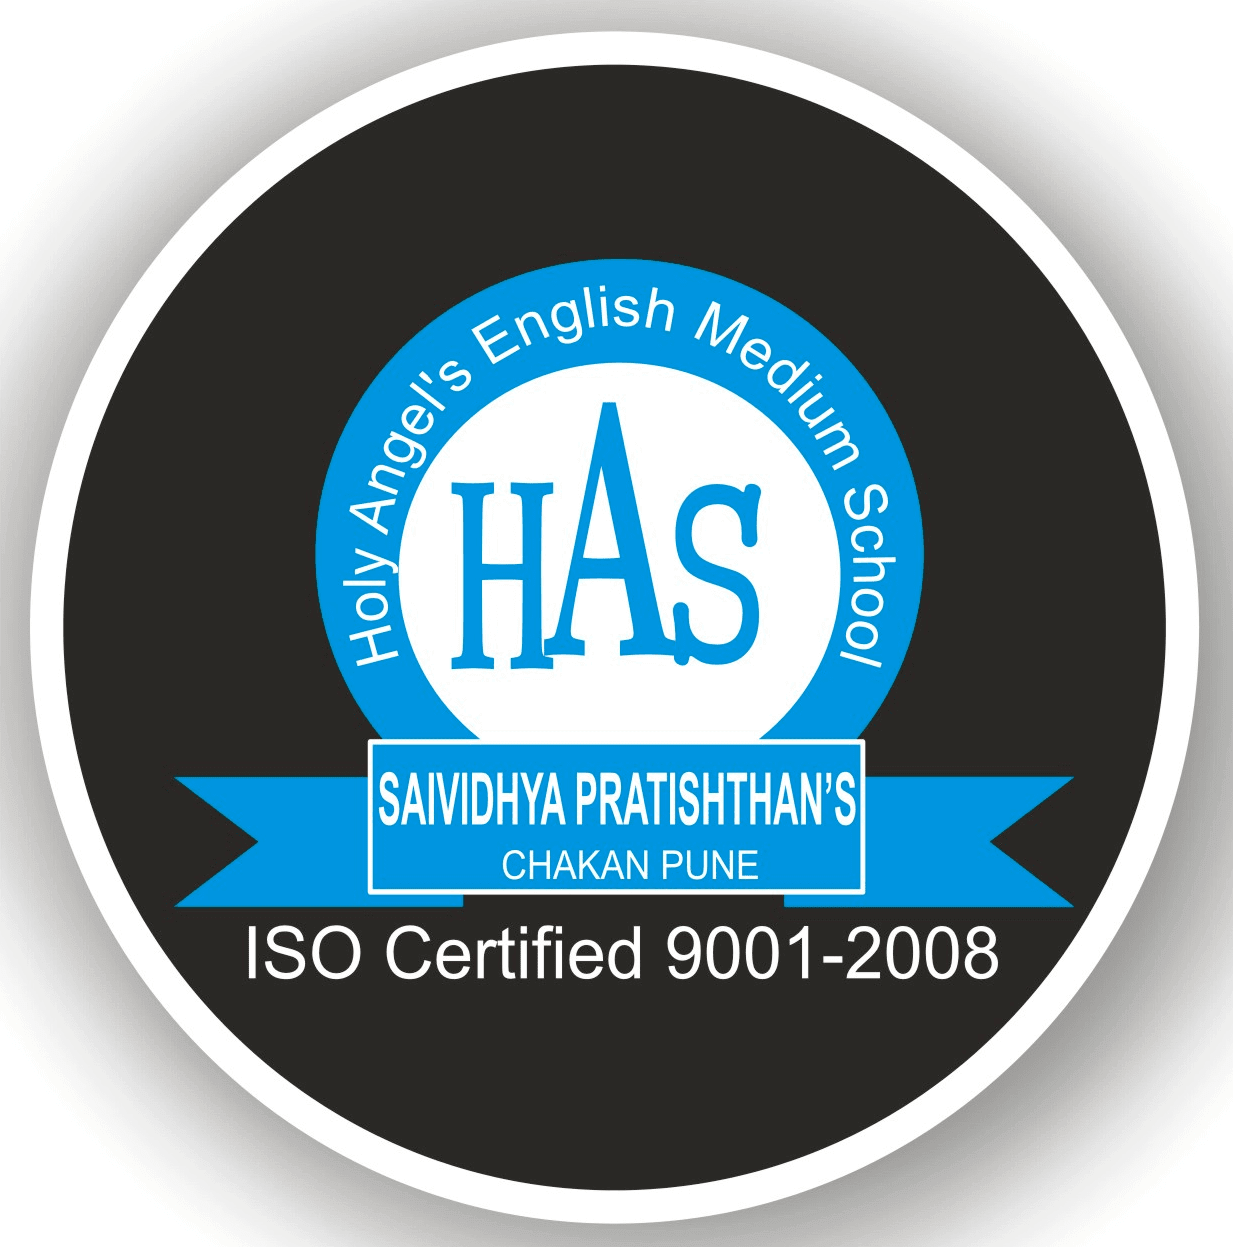 Holy Angel's English Medium School
HAS
SAIVIDHYA PRATISHTHAN’S
CHAKAN PUNE
ISO Certified 9001-2008